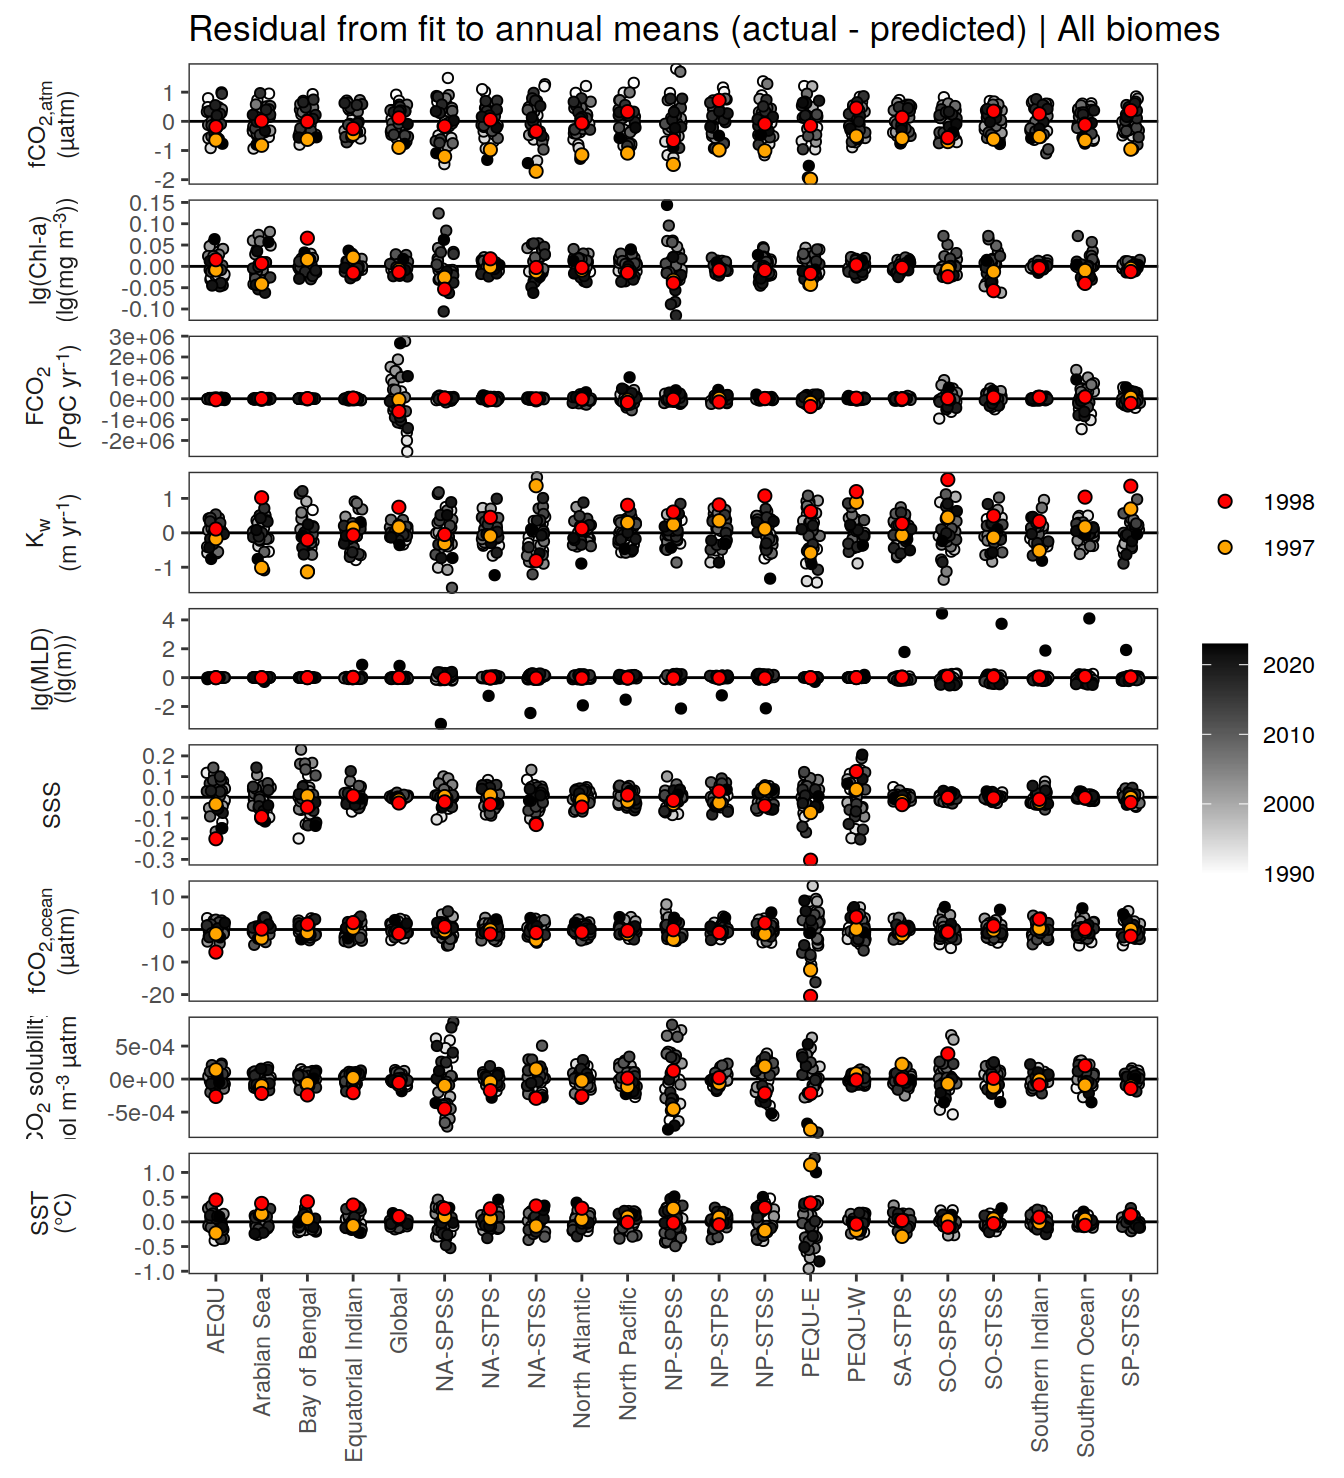 Residual from fit to annual means (actual - predicted) | All biomes
fCO2,atm
(µatm)
1
0
-1
-2
lg(Chl-a)
(lg(mg m-3))
0.15
0.10
0.05
0.00
-0.05
-0.10
FCO2
(PgC yr-1)
3e+06
2e+06
1e+06
0e+00
-1e+06
-2e+06
Kw
(m yr-1)
1
0
-1
lg(MLD)
(lg(m))
4
2
0
-2
SSS
0.2
0.1
0.0
-0.1
-0.2
-0.3
fCO2,ocean
(µatm)
10
0
-10
-20
CO2 solubilit
ol m-3 µatm
5e-04
0e+00
-5e-04
SST
(°C)
1.0
0.5
0.0
-0.5
-1.0
AEQU
Arabian Sea
Bay of Bengal
Equatorial Indian
Global
NA-SPSS
NA-STPS
NA-STSS
North Atlantic
North Pacific
NP-SPSS
NP-STPS
NP-STSS
PEQU-E
PEQU-W
SA-STPS
SO-SPSS
SO-STSS
Southern Indian
Southern Ocean
SP-STSS
1998
1997
2020
2010
2000
1990